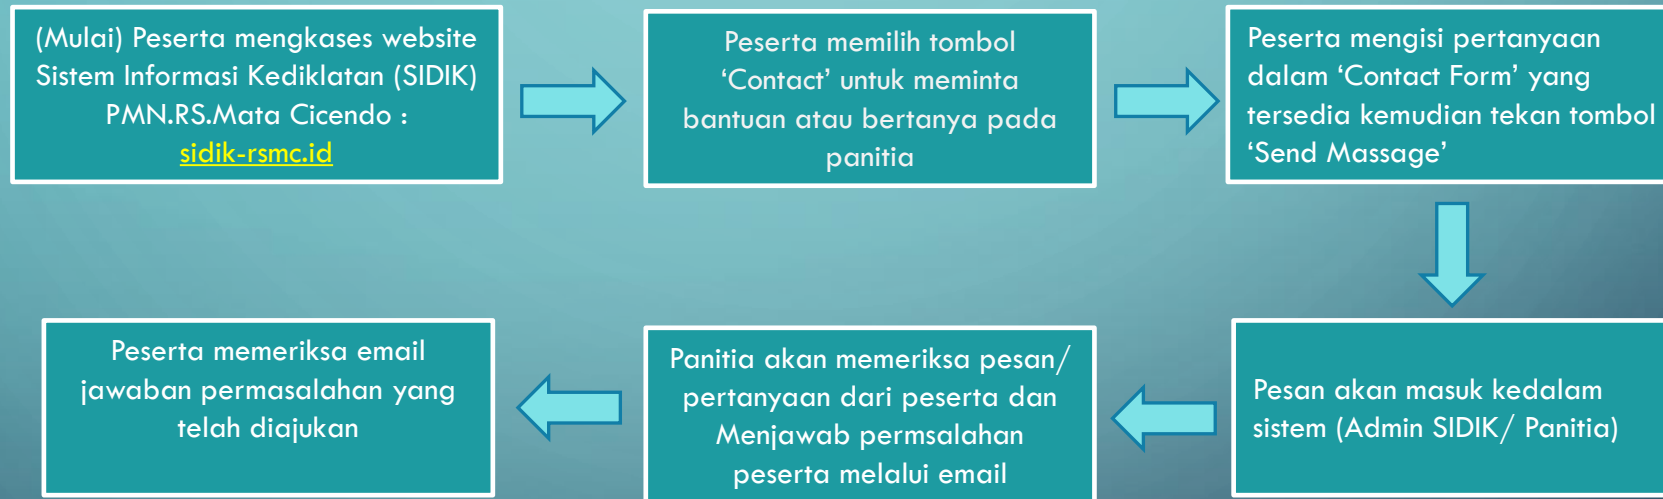 (Mulai) Peserta mengkases website
Sistem Informasi Kediklatan (SIDIK)
PMN.RS.Mata Cicendo :
sidik-rsmc.id
Peserta memilih tombol
‘Contact’ untuk meminta
bantuan atau bertanya pada
panitia
Peserta mengisi pertanyaan
dalam ‘Contact Form’ yang
tersedia kemudian tekan tombol
‘Send Massage’
Pesan akan masuk kedalam
sistem (Admin SIDIK/ Panitia)
Panitia akan memeriksa pesan/
pertanyaan dari peserta dan
Menjawab permsalahan
peserta melalui email
Peserta memeriksa email
jawaban permasalahan yang
telah diajukan